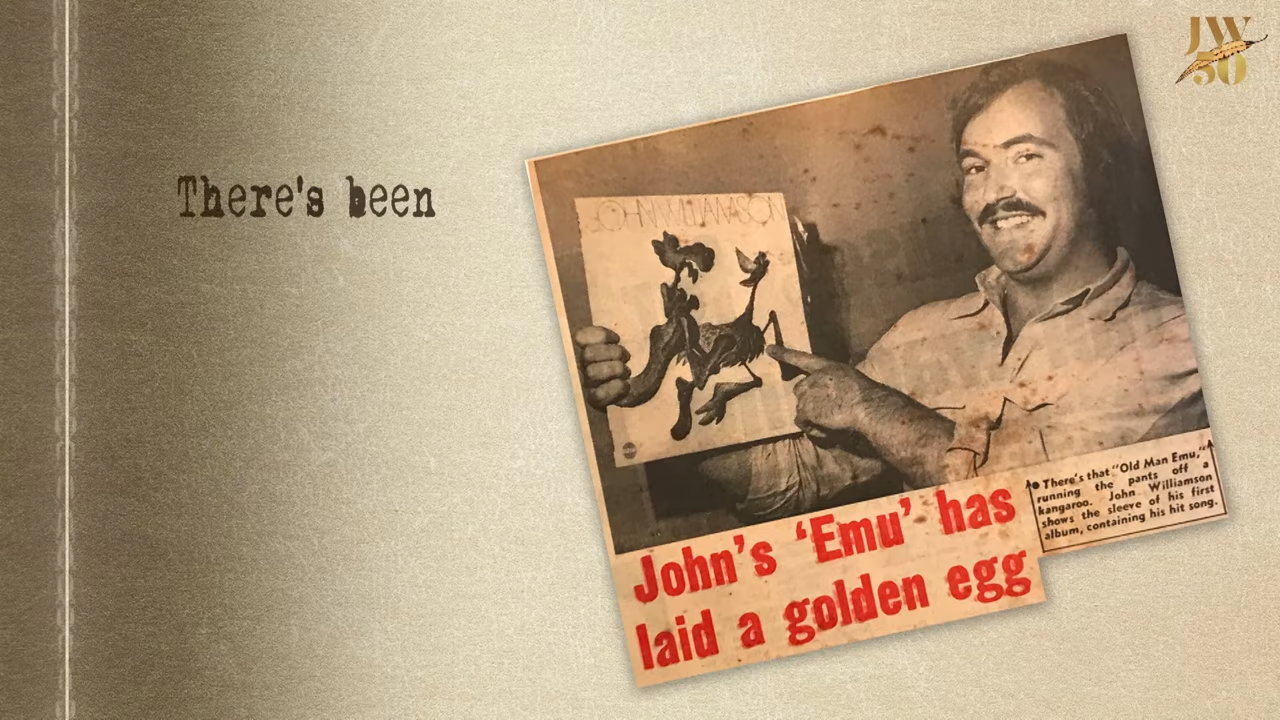 There's been
JW
50
JOHN WILLIAMSON
John's 'Emu' has
laid a golden egg
● There's that "Old Man Emu,"
running the pants off a
kangaroo. John Williamson
shows the sleeve of his first
album, containing his hit song.